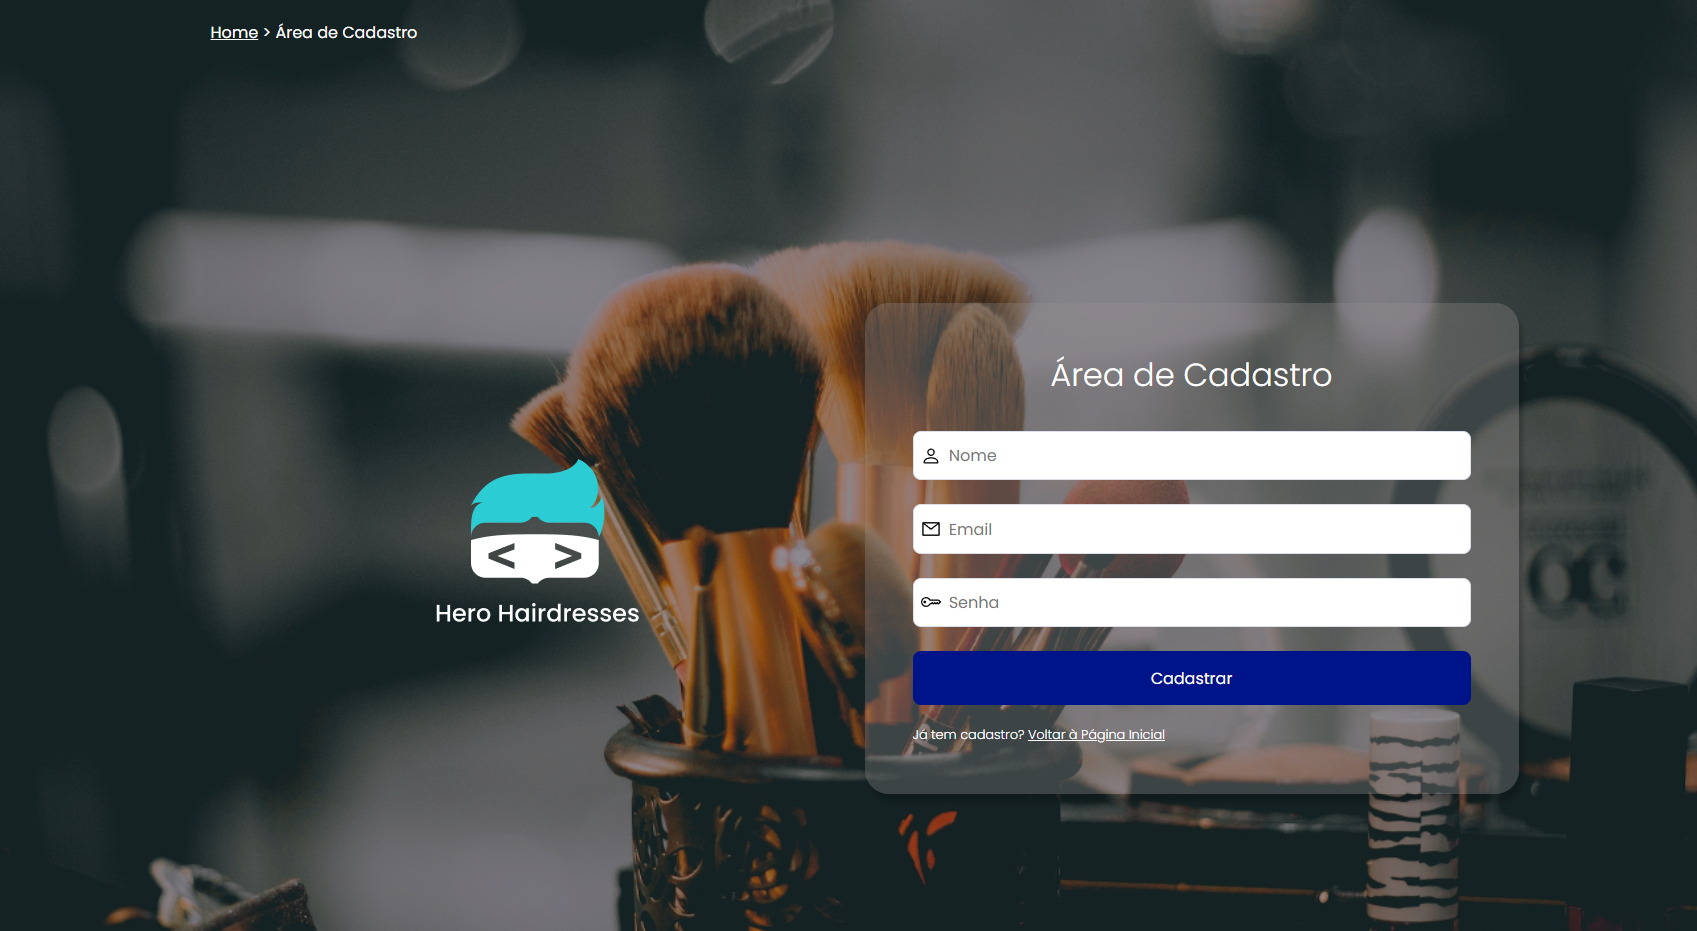 Home > Área de Cadastro
Área de Cadastro
Nome
Email
Senha
Cadastrar
Já tem cadastro? Voltar à Página Inicial
< >
Hero Hairdresses